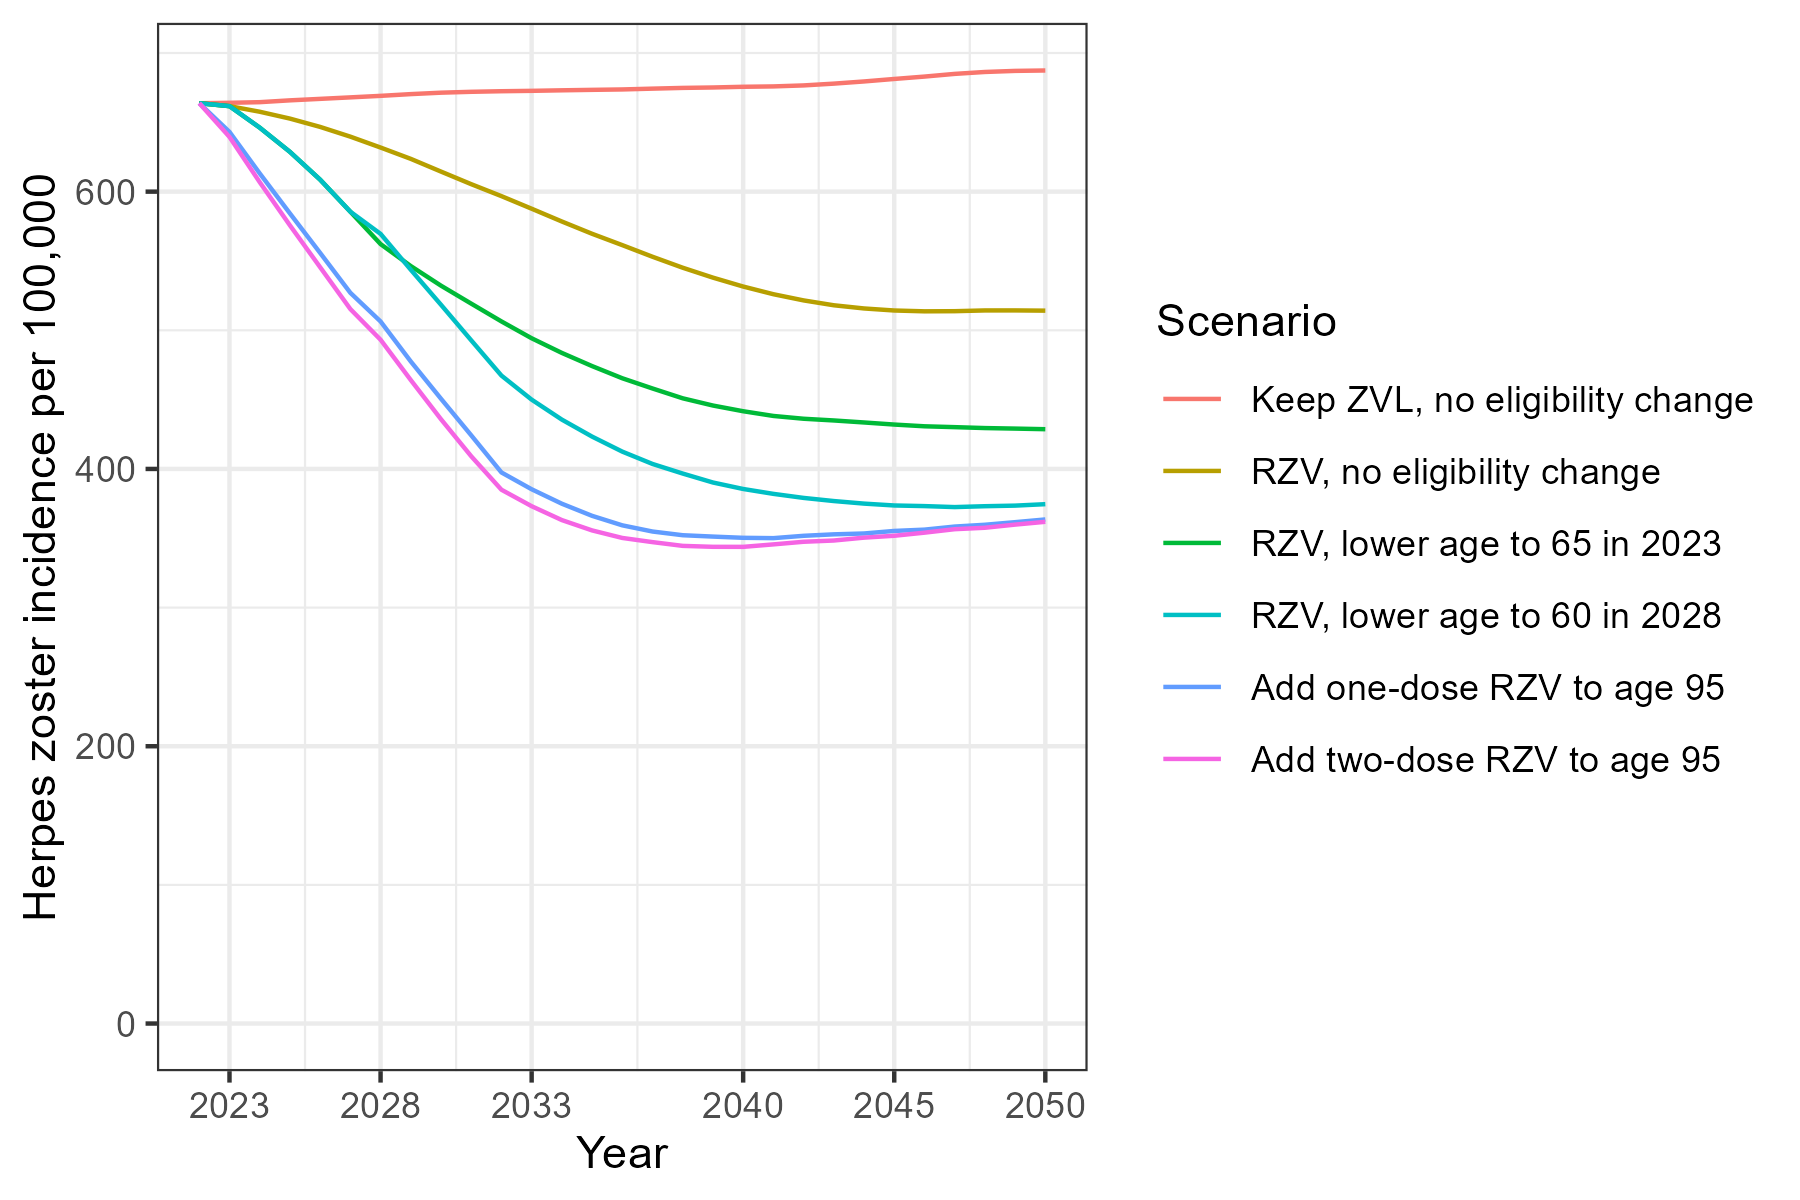 Herpes zoster incidence per 100,000
600
400
200
0
2023 2028 2033 2040 2045 2050
Year
Scenario
Keep ZVL, no eligibility change
RZV, no eligibility change
RZV, lower age to 65 in 2023
RZV, lower age to 60 in 2028
Add one-dose RZV to age 95
Add two-dose RZV to age 95